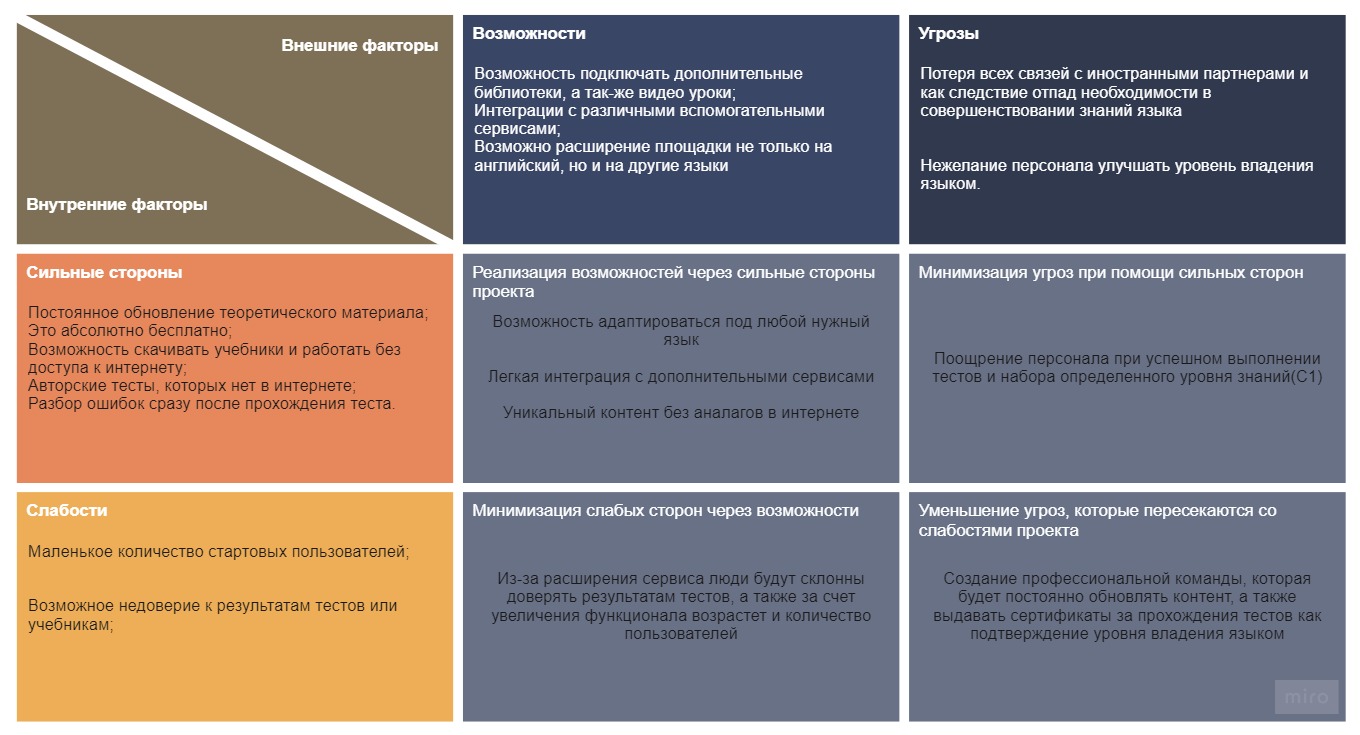 Внешние факторы
Внутренние факторы
Возможности
Возможность подключать дополнительные
библиотеки, а так-же видео уроки;
Интеграции с различными вспомогательными
сервисами;
Возможно расширение площадки не только на
английский, но и на другие языки
Угрозы
Потеря всех связей с иностранными партнерами и
как следствие отпад необходимости в
совершенствовании знаний языка
Нежелание персонала улучшать уровень владения
языком.
Сильные стороны
Постоянное обновление теоретического материала;
Это абсолютно бесплатно;
Возможность скачивать учебники и работать без
доступа к интернету;
Авторские тесты, которых нет в интернете;
Разбор ошибок сразу после прохождения теста.
Реализация возможностей через сильные стороны
проекта
Возможность адаптироваться под любой нужный
язык
Легкая интеграция с дополнительными сервисами
Уникальный контент без аналагов в интернете
Минимизация угроз при помощи сильных сторон
Поощрение персонала при успешном выполнении
тестов и набора определенного уровня знаний(С1)
Слабости
Маленькое количество стартовых пользователей;
Возможное недоверие к результатам тестов или
учебникам;
Минимизация слабых сторон через возможности
Из-за расширения сервиса люди будут склонны
доверять результатам тестов, а также за счет
увеличения функционала возрастет и количество
пользователей
Уменьшение угроз, которые пересекаются со
слабостями проекта
Создание профессиональной команды, которая
будет постоянно обновлять контент, а также
выдавать сертификаты за прохождения тестов как
подтверждение уровня владения языком
miro